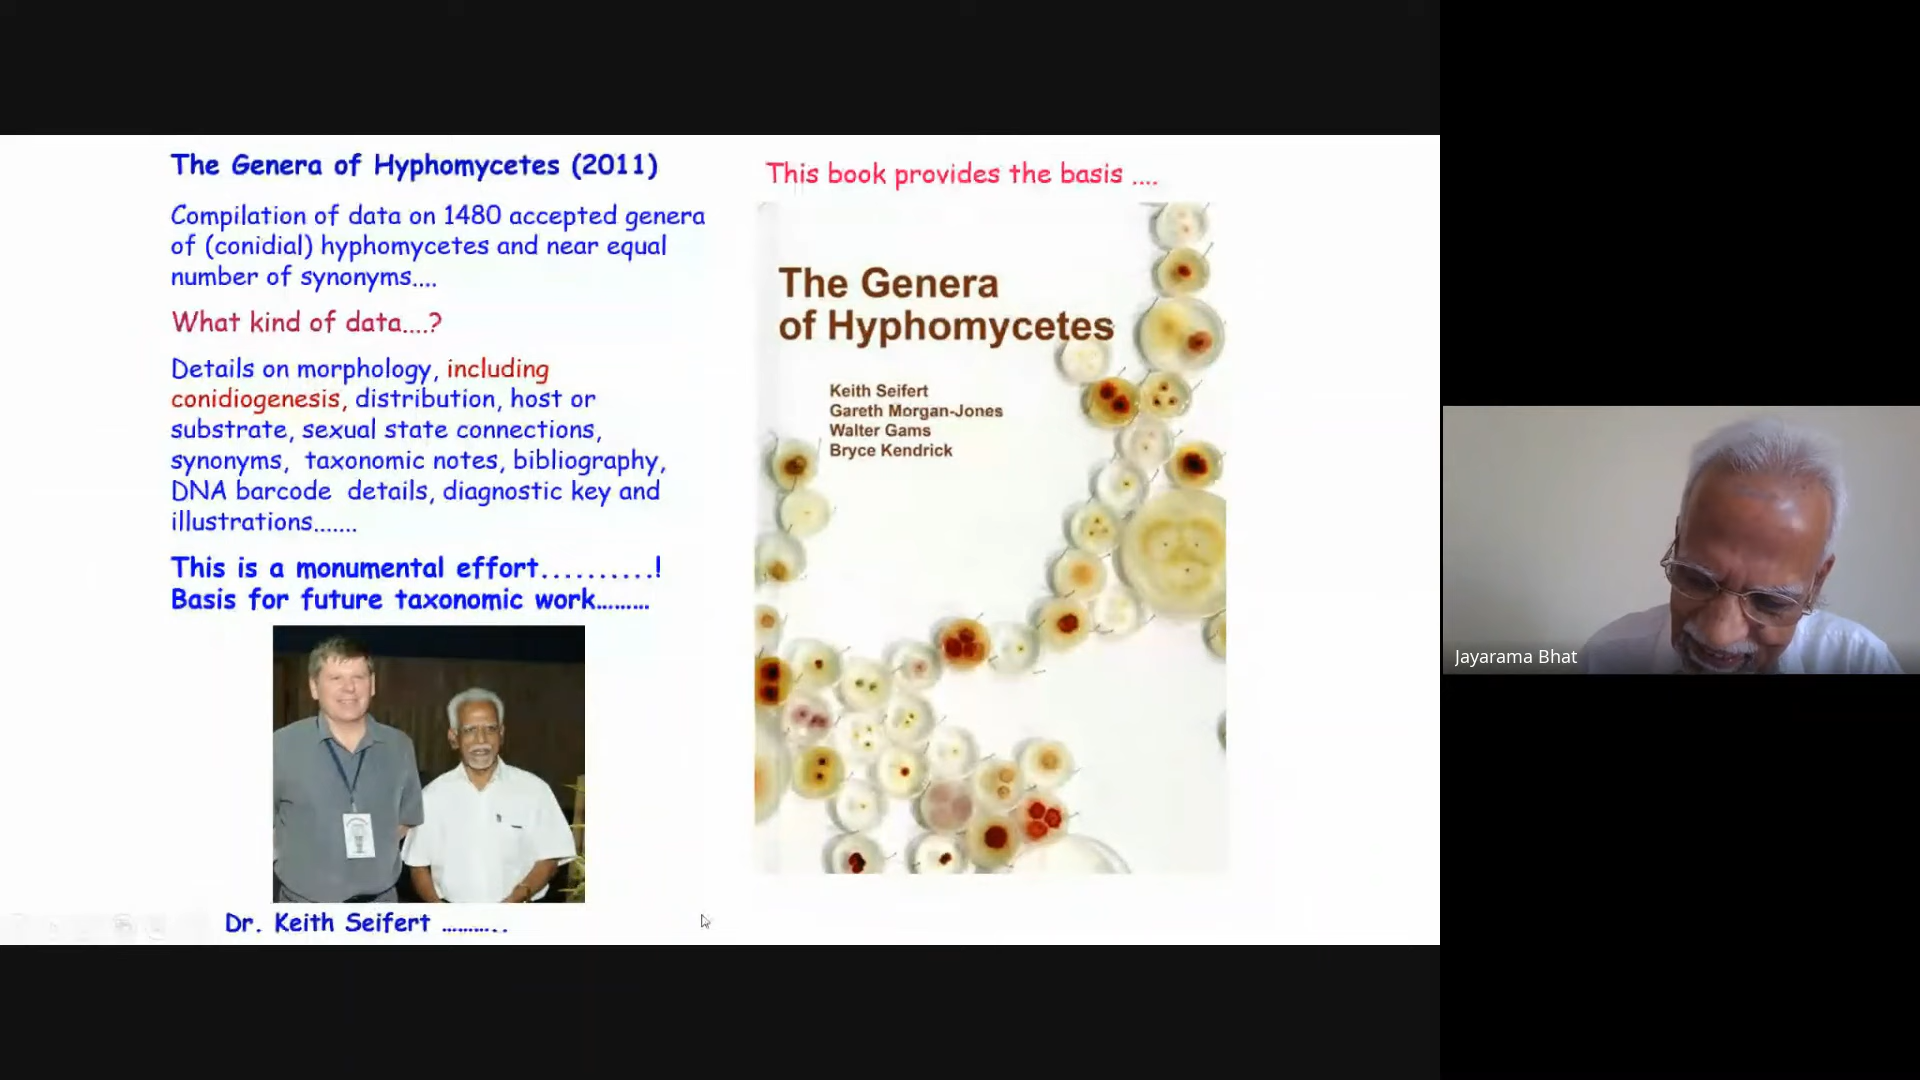 The Genera of Hyphomycetes (2011)
Compilation of data on 1480 accepted genera
of (conidial) hyphomycetes and near equal
number of synonyms....
What kind of data....?
Details on morphology, including
conidiogenesis, distribution, host or
substrate, sexual state connections,
synonyms, taxonomic notes, bibliography,
DNA barcode details, diagnostic key and
illustrations.......
This is a monumental effort..........!
Basis for future taxonomic work.........
Dr. Keith Seifert ...........
This book provides the basis ....
The Genera
of Hyphomycetes
Keith Seifert
Gareth Morgan-Jones
Walter Gams
Bryce Kendrick
Jayarama Bhat